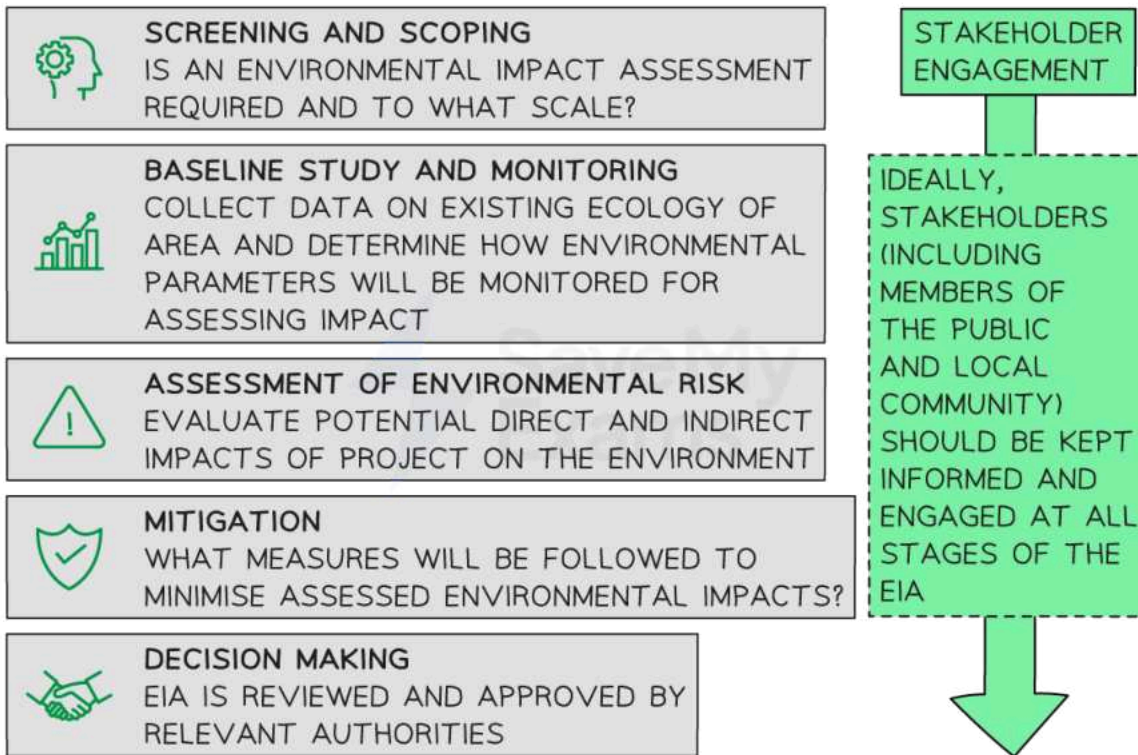 SCREENING AND SCOPING
IS AN ENVIRONMENTAL IMPACT ASSESSMENT
REQUIRED AND TO WHAT SCALE?
BASELINE STUDY AND MONITORING
COLLECT DATA ON EXISTING ECOLOGY OF
AREA AND DETERMINE HOW ENVIRONMENTAL
PARAMETERS WILL BE MONITORED FOR
ASSESSING IMPACT
ASSESSMENT OF ENVIRONMENTAL RISK
EVALUATE POTENTIAL DIRECT AND INDIRECT
IMPACTS OF PROJECT ON THE ENVIRONMENT
MITIGATION
WHAT MEASURES WILL BE FOLLOWED TO
MINIMISE ASSESSED ENVIRONMENTAL IMPACTS?
DECISION MAKING
EIA IS REVIEWED AND APPROVED BY
RELEVANT AUTHORITIES
STAKEHOLDER
ENGAGEMENT
IDEALLY,
STAKEHOLDERS
(INCLUDING
MEMBERS OF
THE PUBLIC
AND LOCAL
COMMUNITY)
SHOULD BE KEPT
INFORMED AND
ENGAGED AT ALL
STAGES OF THE
EIA
SaveMy
Exams